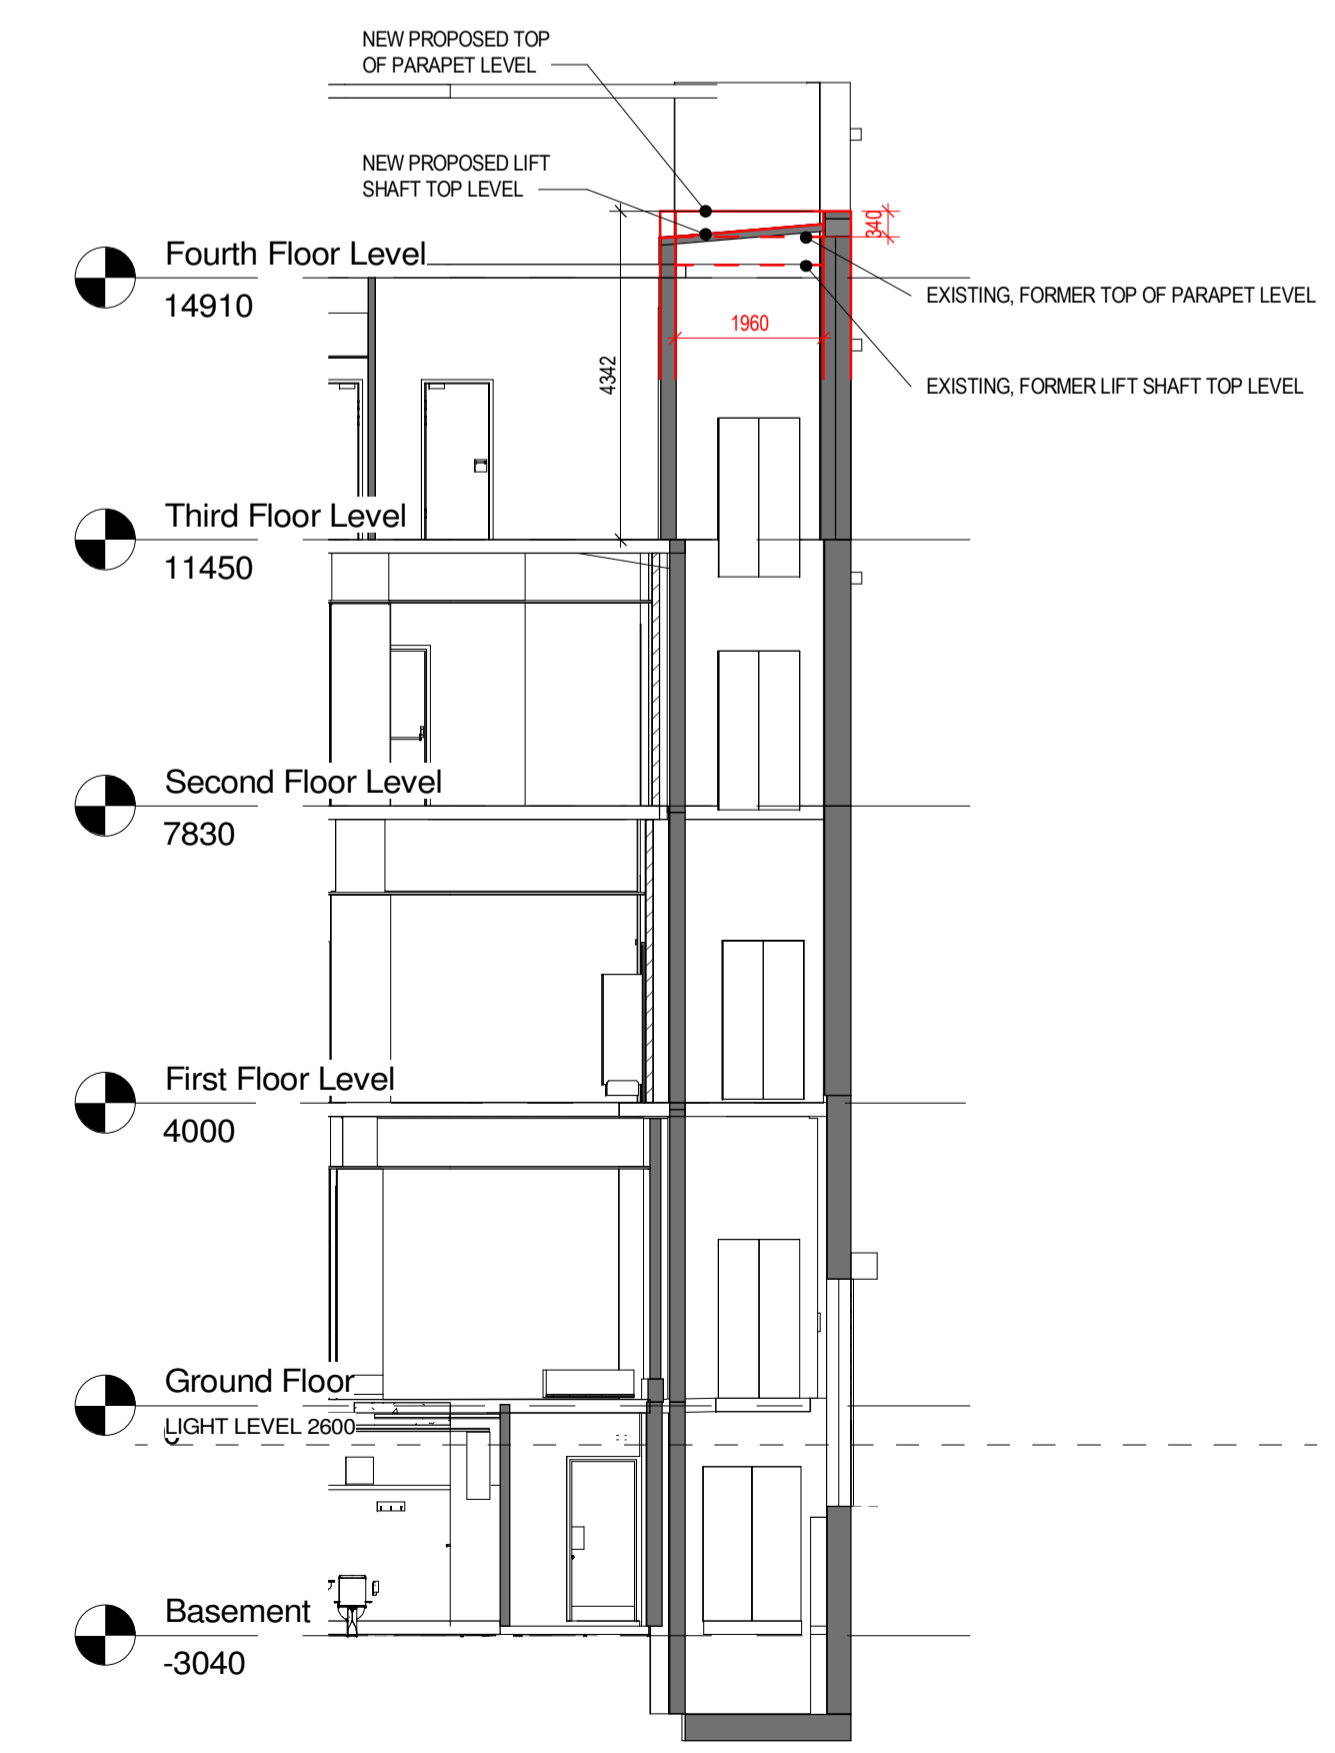 NEW PROPOSED TOP
OF PARAPET LEVEL
NEW PROPOSED LIFT
SHAFT TOP LEVEL
340
Fourth Floor Level
14910
EXISTING, FORMER TOP OF PARAPET LEVEL
1960
4342
EXISTING, FORMER LIFT SHAFT TOP LEVEL
Third Floor Level
11450
Second Floor Level
7830
First Floor Level
4000
Ground Floor
LIGHT LEVEL 2600
Basement
-3040